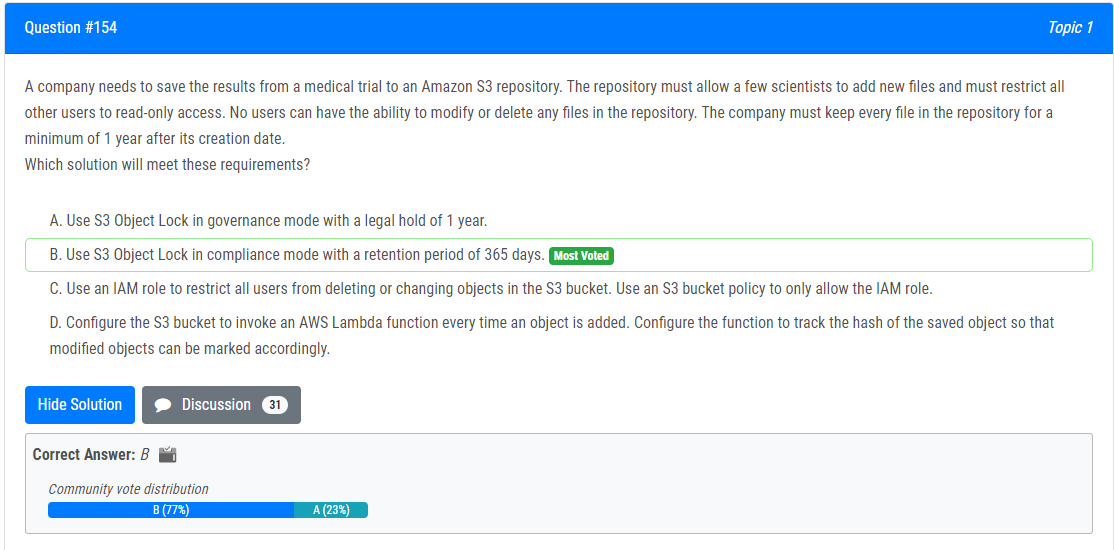 Question #154
Topic 1
A company needs to save the results from a medical trial to an Amazon S3 repository. The repository must allow a few scientists to add new files and must restrict all
other users to read-only access. No users can have the ability to modify or delete any files in the repository. The company must keep every file in the repository for a
minimum of 1 year after its creation date.
Which solution will meet these requirements?
A. Use S3 Object Lock in governance mode with a legal hold of 1 year.
B. Use S3 Object Lock in compliance mode with a retention period of 365 days. Most Voted
C. Use an IAM role to restrict all users from deleting or changing objects in the S3 bucket. Use an S3 bucket policy to only allow the IAM role.
D. Configure the S3 bucket to invoke an AWS Lambda function every time an object is added. Configure the function to track the hash of the saved object so that
modified objects can be marked accordingly.
Hide Solution
Discussion 31
Correct Answer: B
Community vote distribution
B (77%)
A (23%)